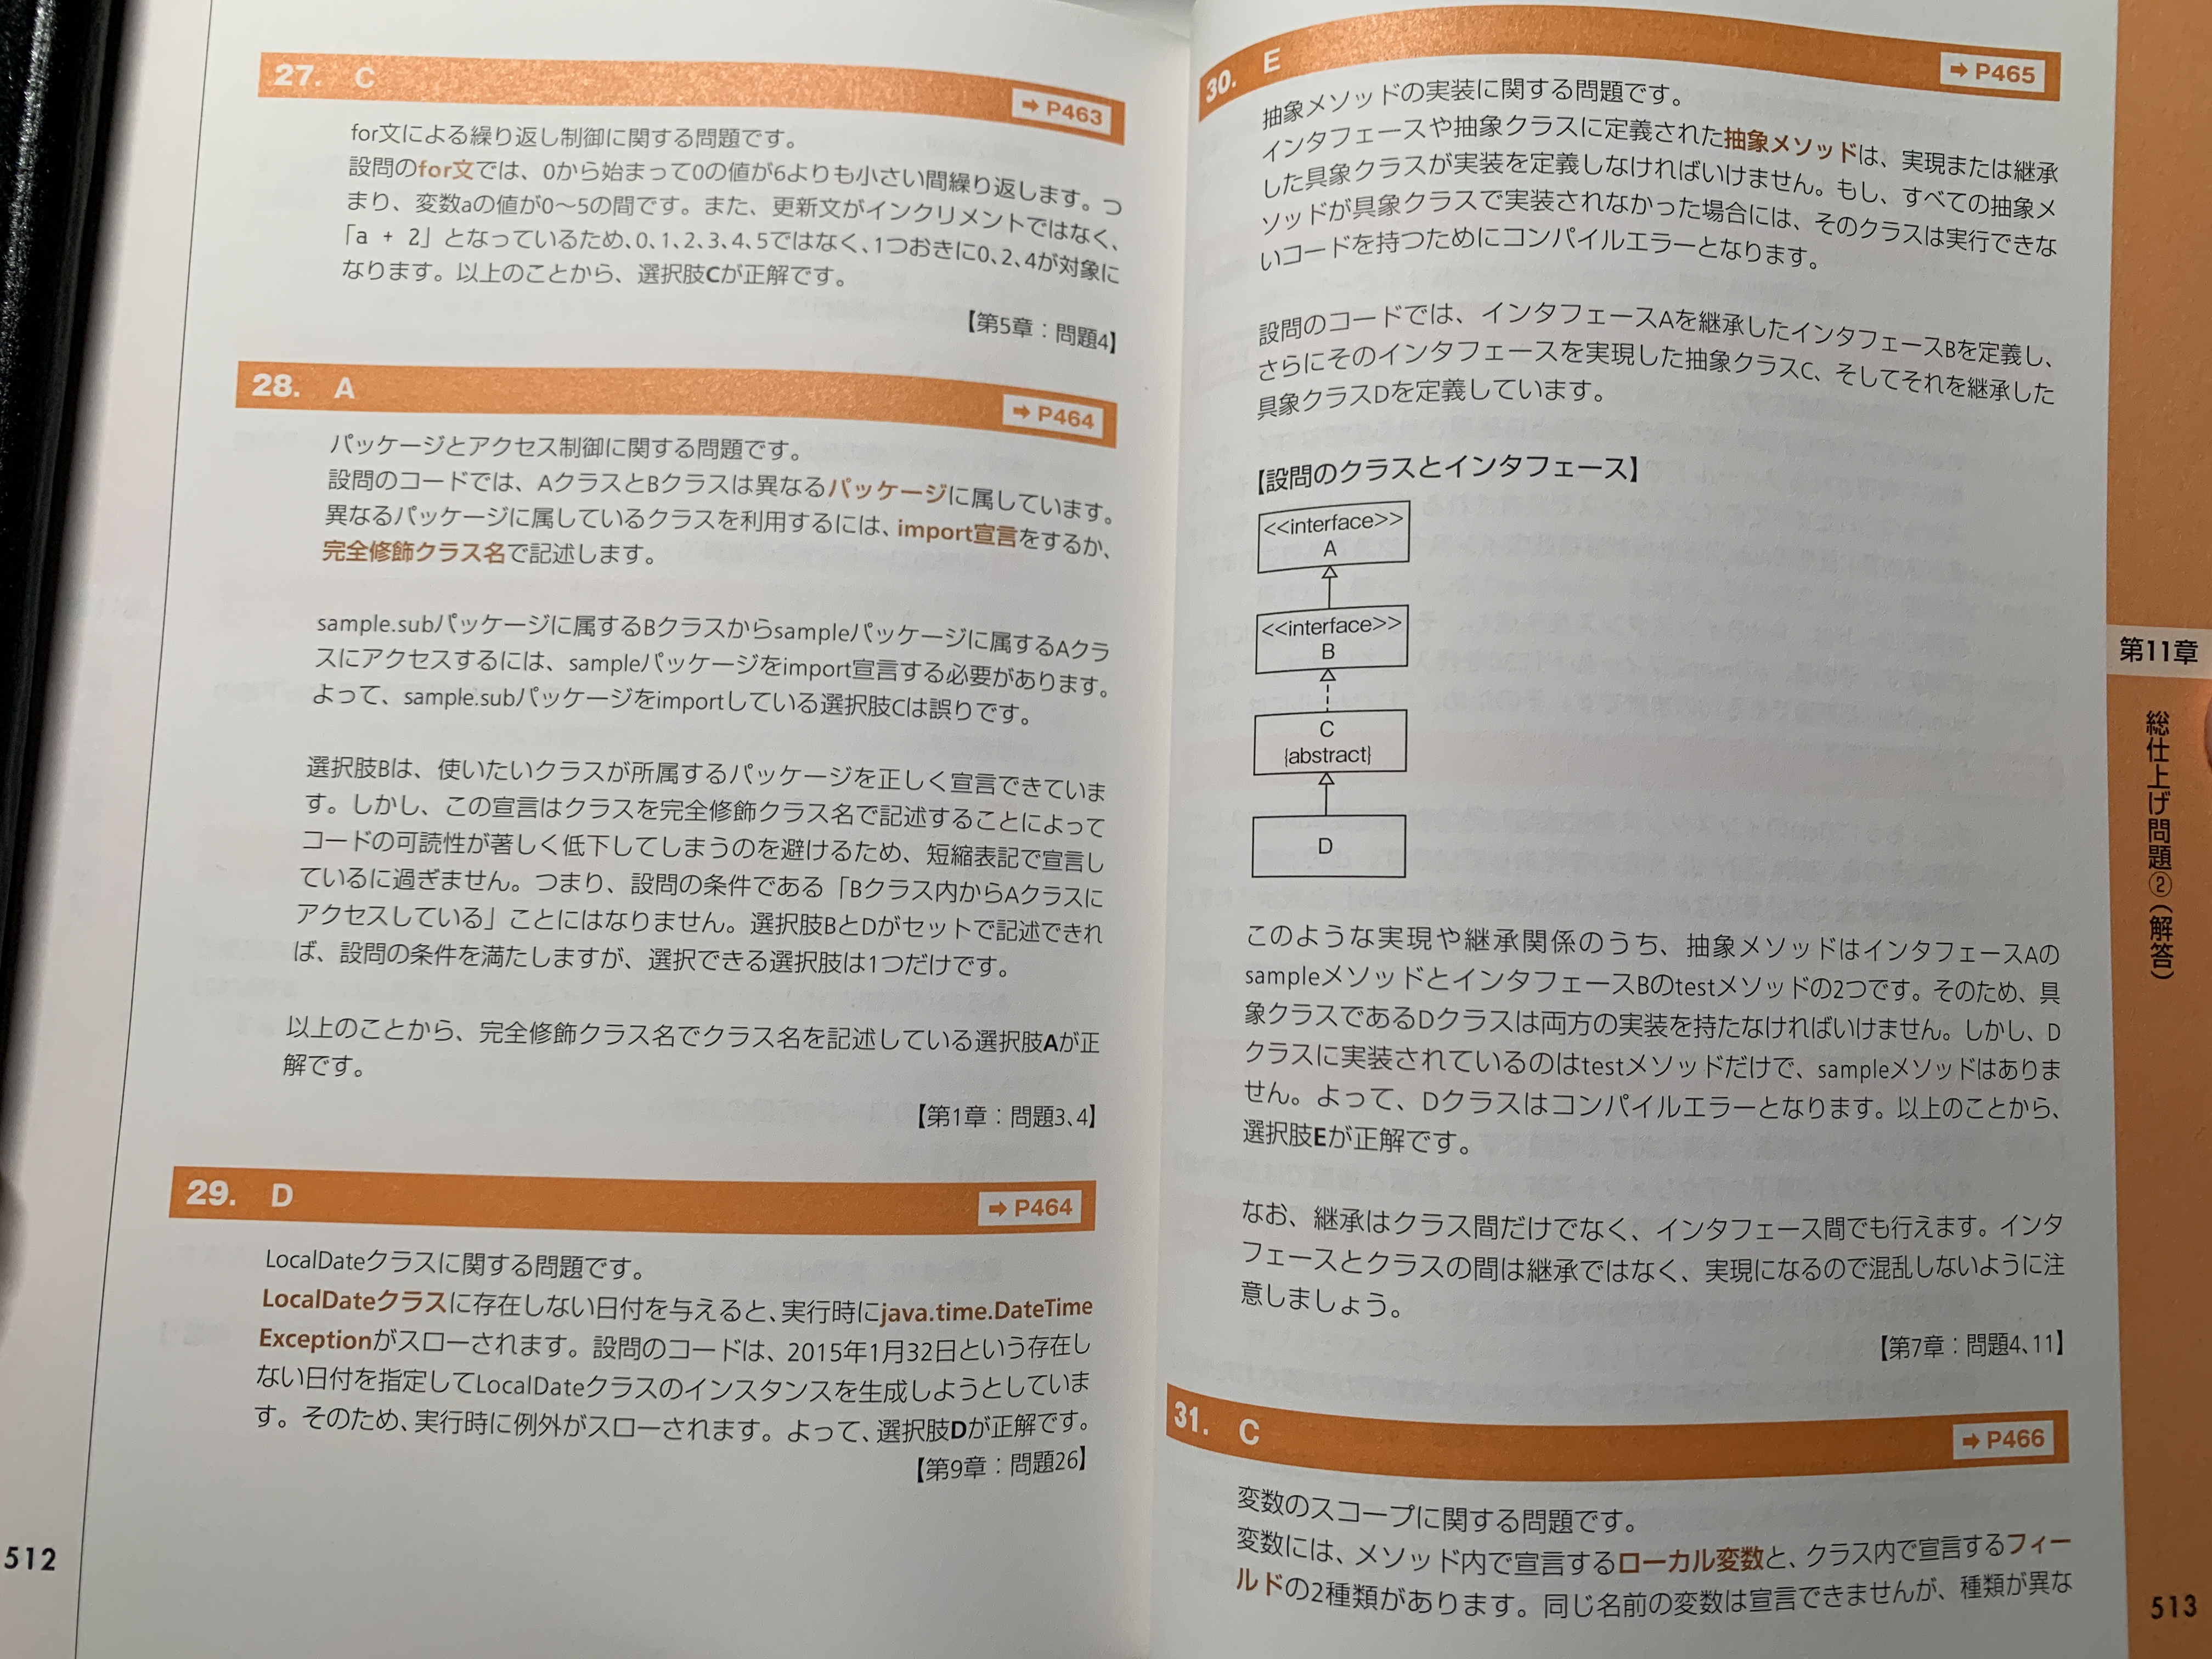 27. C
➡ P463
for文による繰り返し制御に関する問題です。
設問のfor文では、0から始まって0の値が6よりも小さい間繰り返します。つ
まり、変数aの値が0〜5の間です。また、更新文がインクリメントではなく、
「a + 2」となっているため、0、1、2、3、4、5ではなく、1つおきに0、2、4が対象に
なります。以上のことから、選択肢Cが正解です。
【第5章：問題4】
28. A
➡ P464
パッケージとアクセス制御に関する問題です。
設問のコードでは、AクラスとBクラスは異なるパッケージに属しています。
異なるパッケージに属しているクラスを利用するには、import宣言をするか、
完全修飾クラス名で記述します。
sample.subパッケージに属するBクラスからsampleパッケージに属するAクラ
スにアクセスするには、sampleパッケージをimport宣言する必要があります。
よって、sample.subパッケージをimportしている選択肢Cは誤りです。
選択肢Bは、使いたいクラスが所属するパッケージを正しく宣言できていま
す。しかし、この宣言はクラスを完全修飾クラス名で記述することによって
コードの可読性が著しく低下してしまうのを避けるため、短縮表記で宣言し
ているに過ぎません。つまり、設問の条件である「Bクラス内からAクラスに
アクセスしている」ことにはなりません。選択肢BとDがセットで記述できれ
ば、設問の条件を満たしますが、選択できる選択肢は1つだけです。
以上のことから、完全修飾クラス名でクラス名を記述している選択肢Aが正
解です。
【第1章：問題3、4】
29. D
➡ P464
LocalDateクラスに関する問題です。
LocalDateクラスに存在しない日付を与えると、実行時にjava.time.DateTime
Exceptionがスローされます。設問のコードは、2015年1月32日という存在し
ない日付を指定してLocalDateクラスのインスタンスを生成しようとしていま
す。そのため、実行時に例外がスローされます。よって、選択肢Dが正解です。
【第9章：問題26】
512
30. E
➡ P465
抽象メソッドの実装に関する問題です。
インタフェースや抽象クラスに定義された抽象メソッドは、実現または継承
した具象クラスが実装を定義しなければいけません。もし、すべての抽象メ
ソッドが具象クラスで実装されなかった場合には、そのクラスは実行できな
いコードを持つためにコンパイルエラーとなります。
設問のコードでは、インタフェースAを継承したインタフェースBを定義し、
さらにそのインタフェースを実現した抽象クラスC、そしてそれを継承した
具象クラスDを定義しています。
【設問のクラスとインタフェース】
<<interface>>
A
<<interface>>
B
C
{abstract}
D
このような実現や継承関係のうち、抽象メソッドはインタフェースAの
sampleメソッドとインタフェースBのtestメソッドの2つです。そのため、具
象クラスであるDクラスは両方の実装を持たなければいけません。しかし、D
クラスに実装されているのはtestメソッドだけで、sampleメソッドはありま
せん。よって、Dクラスはコンパイルエラーとなります。以上のことから、
選択肢Eが正解です。
なお、継承はクラス間だけでなく、インタフェース間でも行えます。インタ
フェースとクラスの間は継承ではなく、実現になるので混乱しないように注
意しましょう。
【第7章：問題4、11】
31. C
➡ P466
変数のスコープに関する問題です。
変数には、メソッド内で宣言するローカル変数と、クラス内で宣言するフィー
ルドの2種類があります。同じ名前の変数は宣言できませんが、種類が異な
第11章
総仕上げ問題②（解答）
513